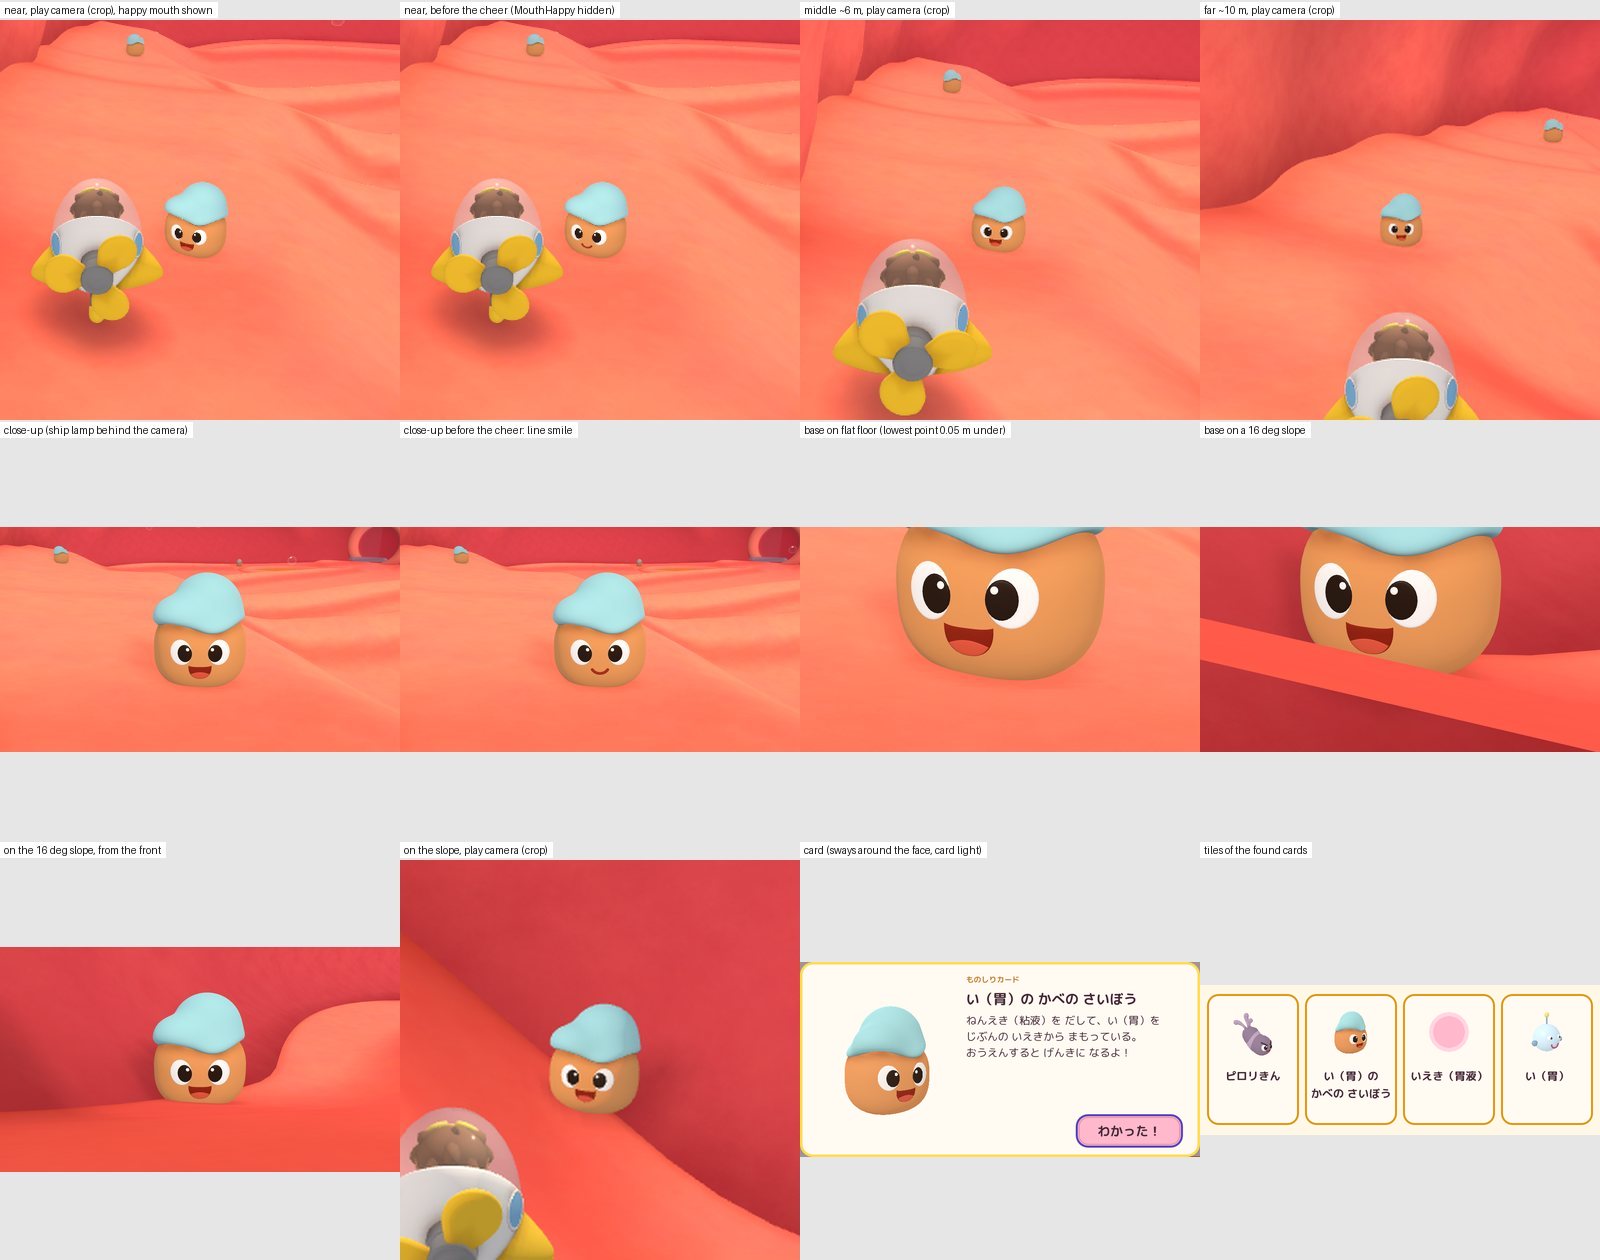 near, play camera (crop), happy mouth shown
near, before the cheer (MouthHappy hidden)
middle ~6 m, play camera (crop)
far ~10 m, play camera (crop)
close-up (ship lamp behind the camera)
close-up before the cheer: line smile
base on flat floor (lowest point 0.05 m under)
base on a 16 deg slope
on the 16 deg slope, from the front
on the slope, play camera (crop)
card (sways around the face, card light)
tiles of the found cards
ものしりカード
い（胃）の かべの さいぼう
ねんえき（粘液）を だして、い（胃）を
じぶんの いえきから まもっている。
おうえんすると げんきに なるよ！
わかった！
ピロリきん
い（胃）の
かべの さいぼう
いえき（胃液）
い（胃）